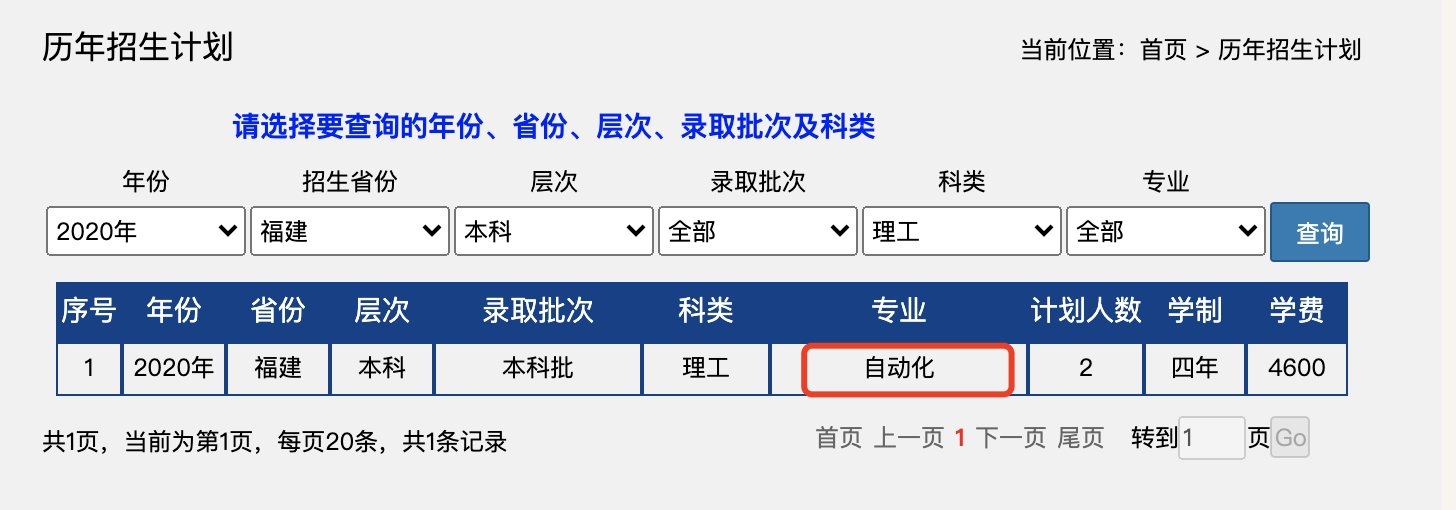 历年招生计划
当前位置：首页 > 历年招生计划
请选择要查询的年份、省份、层次、录取批次及科类
年份 招生省份 层次 录取批次 科类 专业
2020年 福建 本科 全部 理工 全部 查询
序号 年份 省份 层次 录取批次 科类 专业 计划人数 学制 学费
1 2020年 福建 本科 本科批 理工 自动化 2 四年 4600
共1页，当前为第1页，每页20条，共1条记录
首页 上一页 1 下一页 尾页 转到1页Go